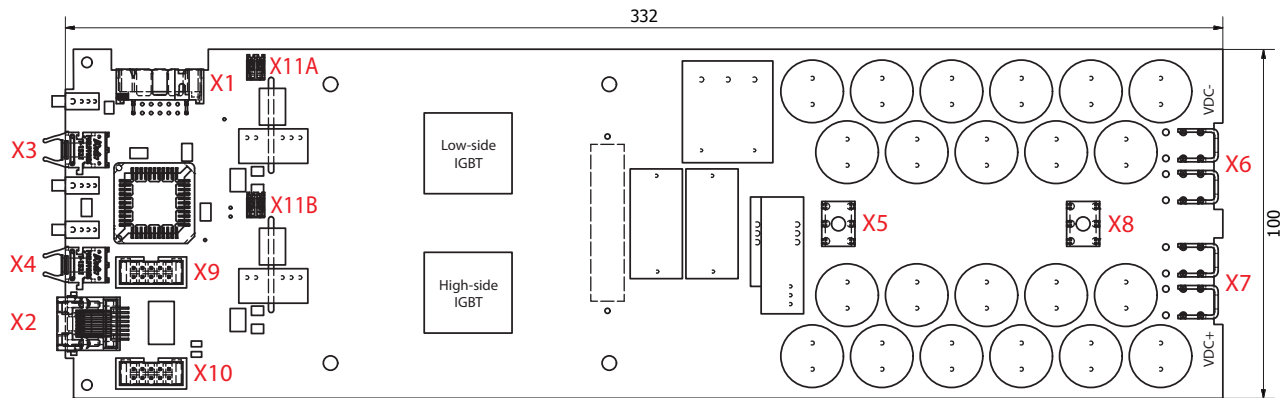 332
X1
X11A
VDC-
X3
Low-side
IGBT
X6
X11B
X5
X8
100
X4
X9
High-side
IGBT
X7
X2
VDC+
X10